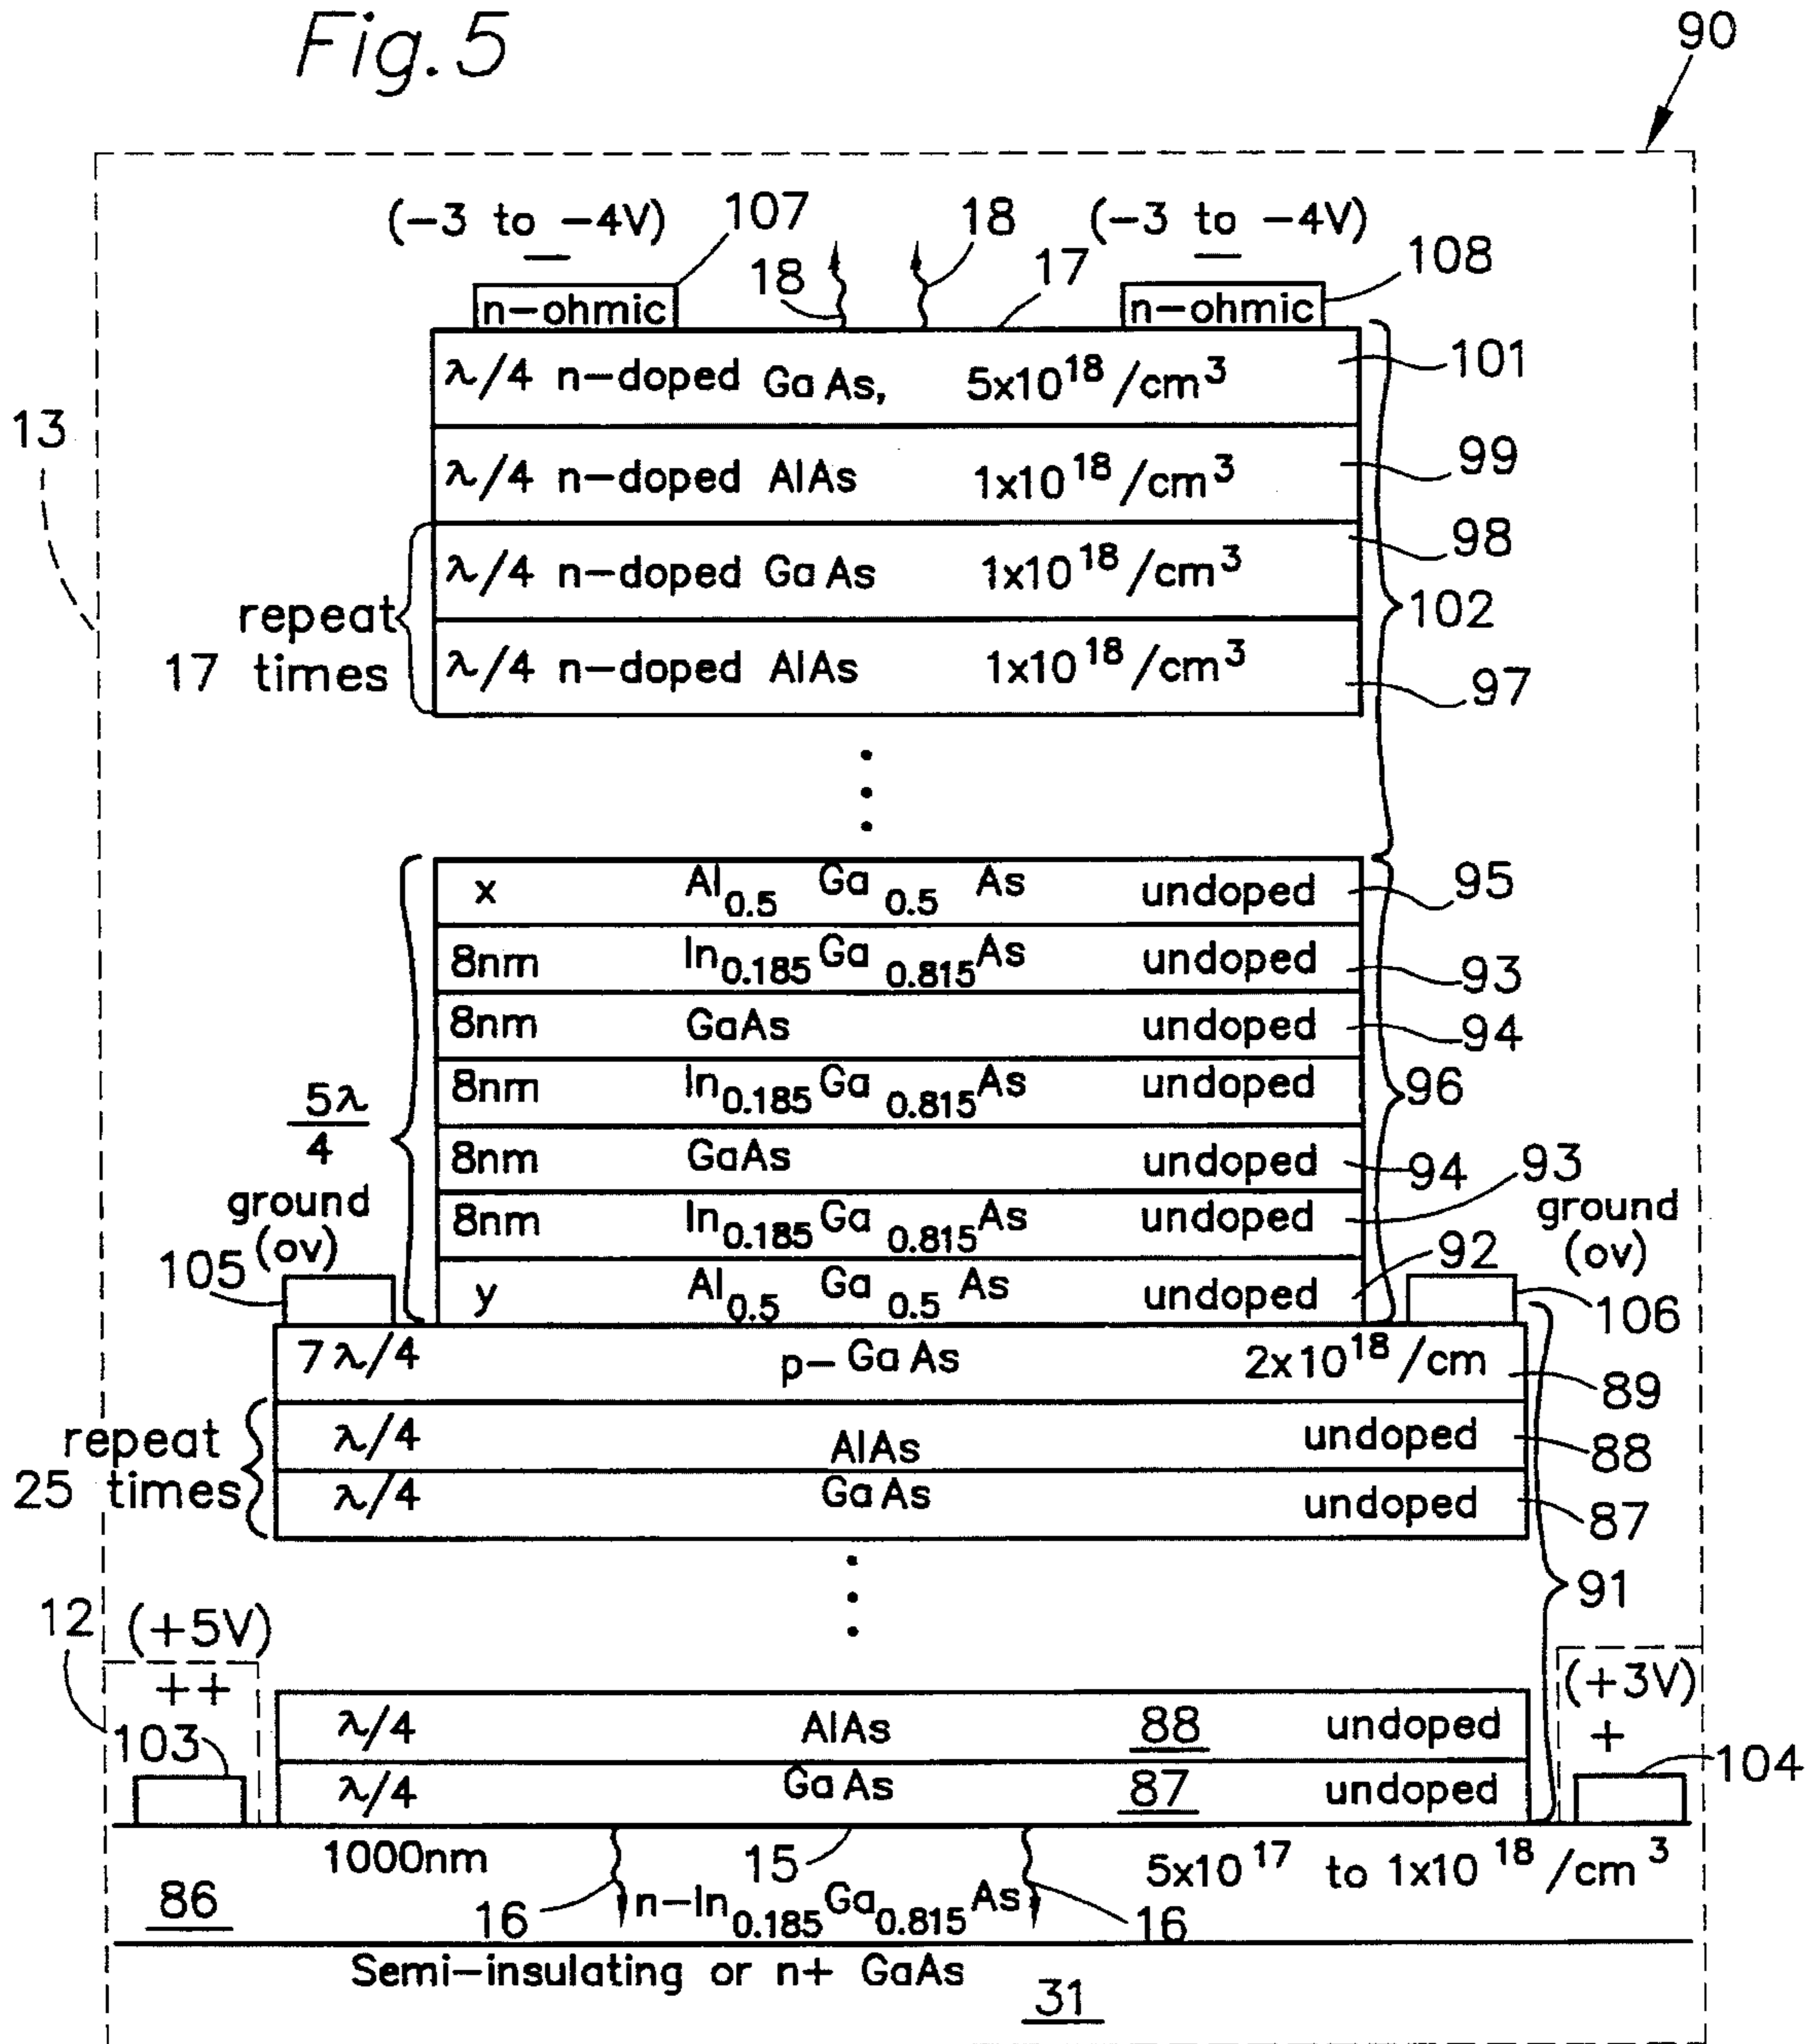 Fig. 5
90
(-3 to -4V)
107
18
(-3 to -4V)
18
17
108
n-ohmic
n-ohmic
λ/4 n-doped GaAs, 5x10^18/cm^3
101
13
λ/4 n-doped AlAs 1x10^18/cm^3
99
98
λ/4 n-doped GaAs 1x10^18/cm^3
repeat
17 times
102
λ/4 n-doped AlAs 1x10^18/cm^3
97
x Al0.5 Ga0.5 As undoped
95
8nm In0.185Ga0.815As undoped
93
8nm GaAs undoped
94
8nm In0.185Ga0.815As undoped
5λ
4
96
8nm GaAs undoped
94
93
8nm In0.185Ga0.815As undoped
ground
(ov)
ground
(ov)
105
92
y Al0.5 Ga0.5 As undoped
106
7λ/4 p-GaAs 2x10^18/cm
89
repeat
25 times
λ/4 AlAs undoped
88
λ/4 GaAs undoped
87
91
12
(+5V)
++
(+3V)
+
103
λ/4 AlAs 88 undoped
104
λ/4 GaAs 87 undoped
1000nm
15
5x10^17 to 1x10^18/cm^3
86
16
n-In0.185Ga0.815As
16
Semi-insulating or n+ GaAs
31